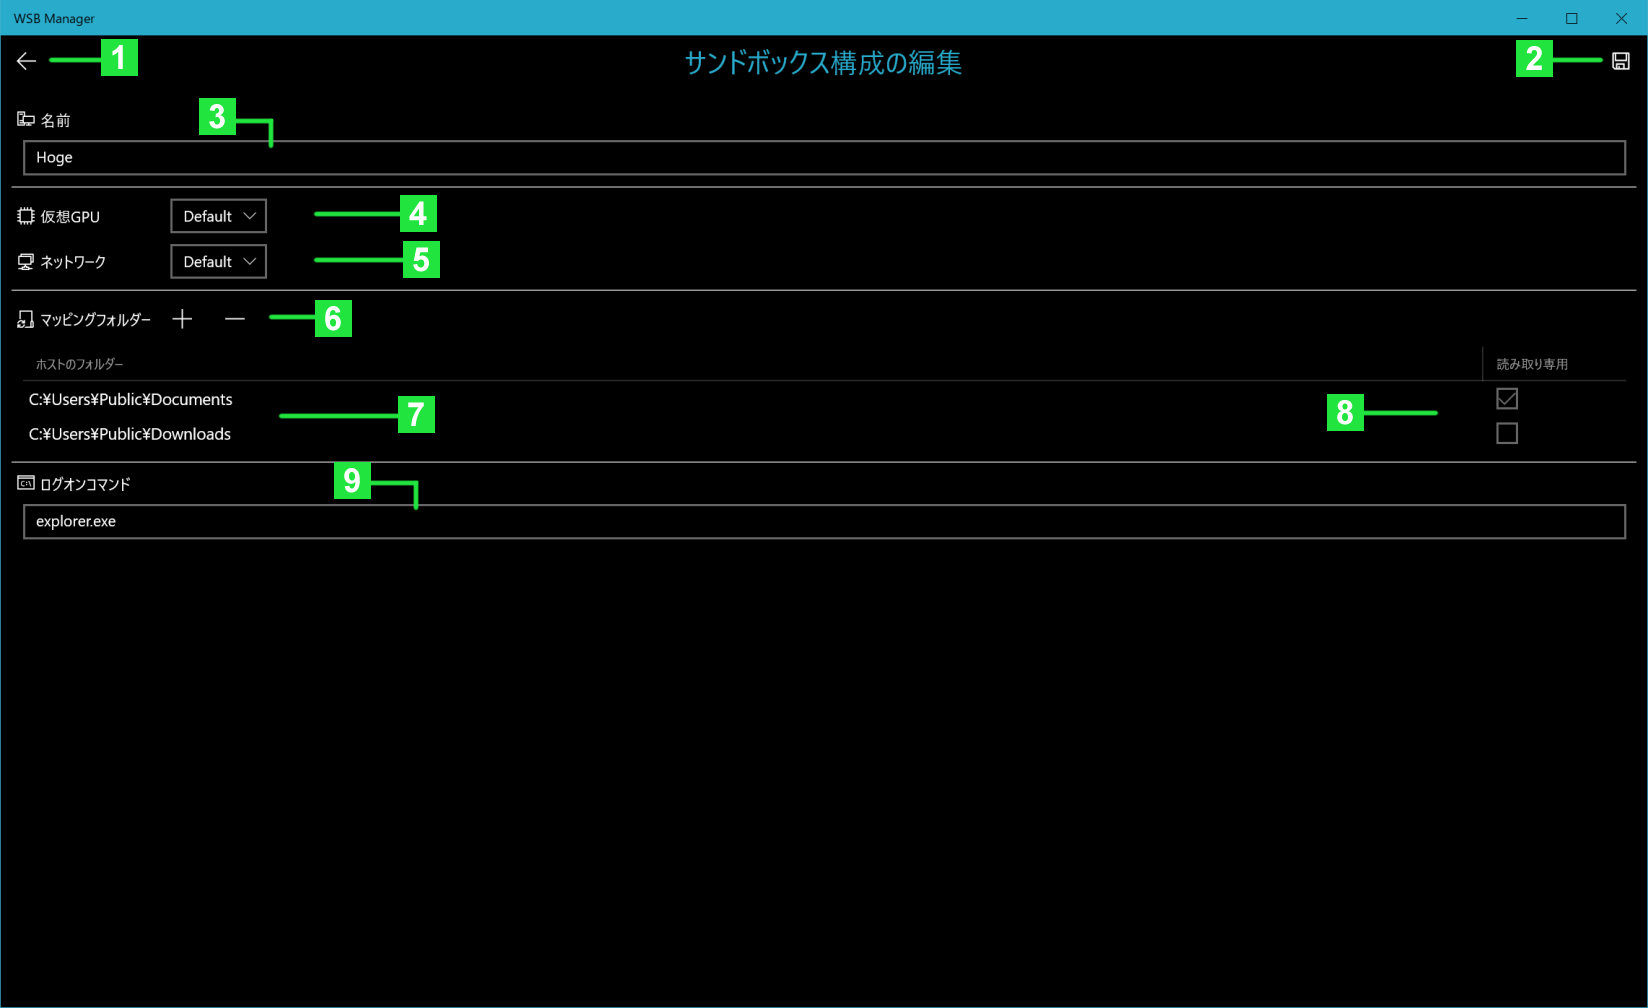 WSB Manager
1
サンドボックス構成の編集
2
名前
3
Hoge
仮想GPU
Default
4
ネットワーク
Default
5
マッピングフォルダー
6
ホストのフォルダー
読み取り専用
C:¥Users¥Public¥Documents
7
8
C:¥Users¥Public¥Downloads
ログオンコマンド
9
explorer.exe